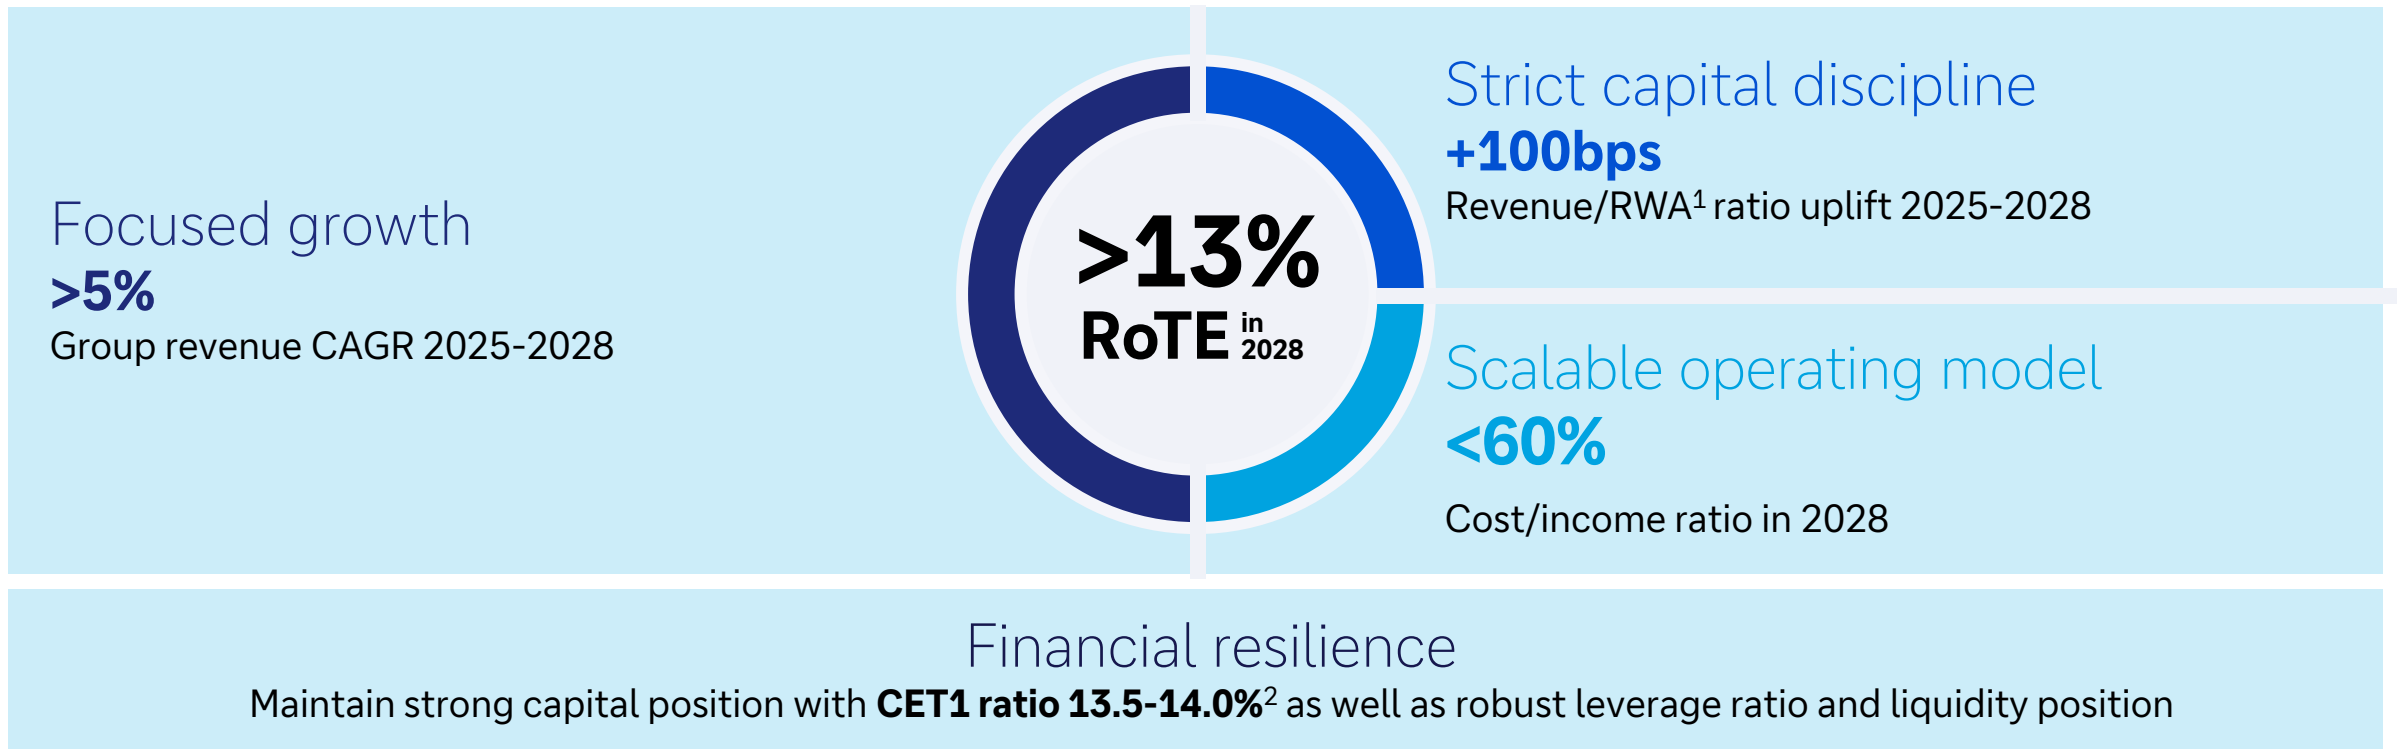 Focused growth
>5%
Group revenue CAGR 2025-2028
>13%
RoTE in 2028
Strict capital discipline
+100bps
Revenue/RWA¹ ratio uplift 2025-2028
Scalable operating model
<60%
Cost/income ratio in 2028
Financial resilience
Maintain strong capital position with CET1 ratio 13.5-14.0%² as well as robust leverage ratio and liquidity position